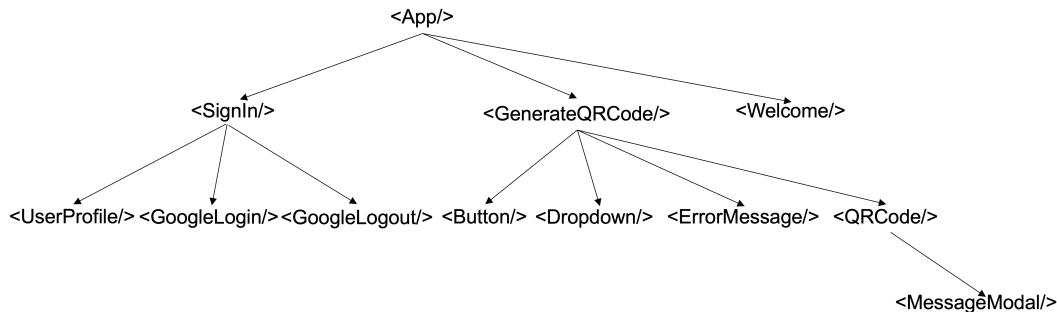 <App/>
<SignIn/> <GenerateQRCode/> <Welcome/>
<UserProfile/> <GoogleLogin/> <GoogleLogout/> <Button/> <Dropdown/> <ErrorMessage/> <QRCode/>
<MessageModal/>